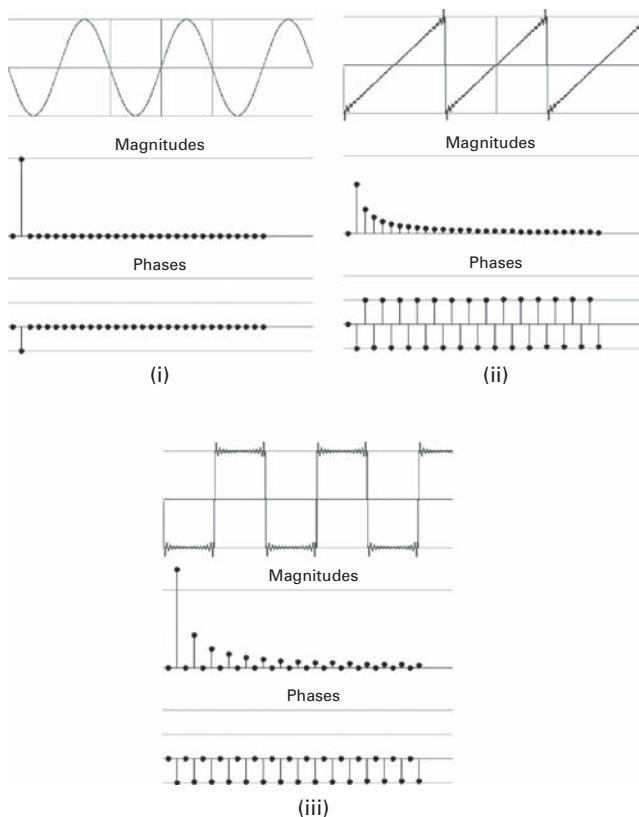 Magnitudes
Phases
(i)
Magnitudes
Phases
(ii)
Magnitudes
Phases
(iii)